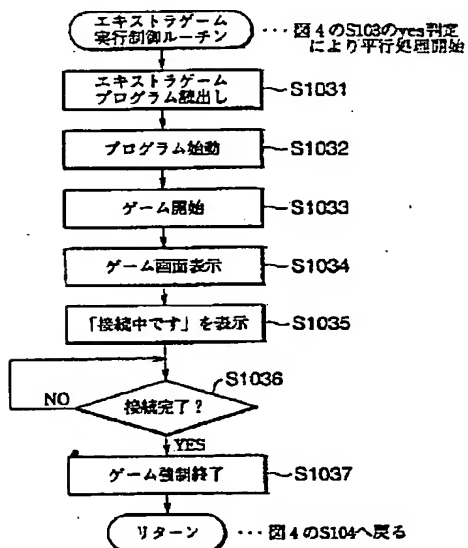 エキストラゲーム
実行制御ルーチン
･･･図4のS103のyes判定
により平行処理開始
エキストラゲーム
プログラム読出し
S1031
プログラム始動
S1032
ゲーム開始
S1033
ゲーム画面表示
S1034
「接続中です」を表示
S1035
S1036
NO
接続完了?
YES
ゲーム強制終了
S1037
リターン
･･･図4のS104へ戻る